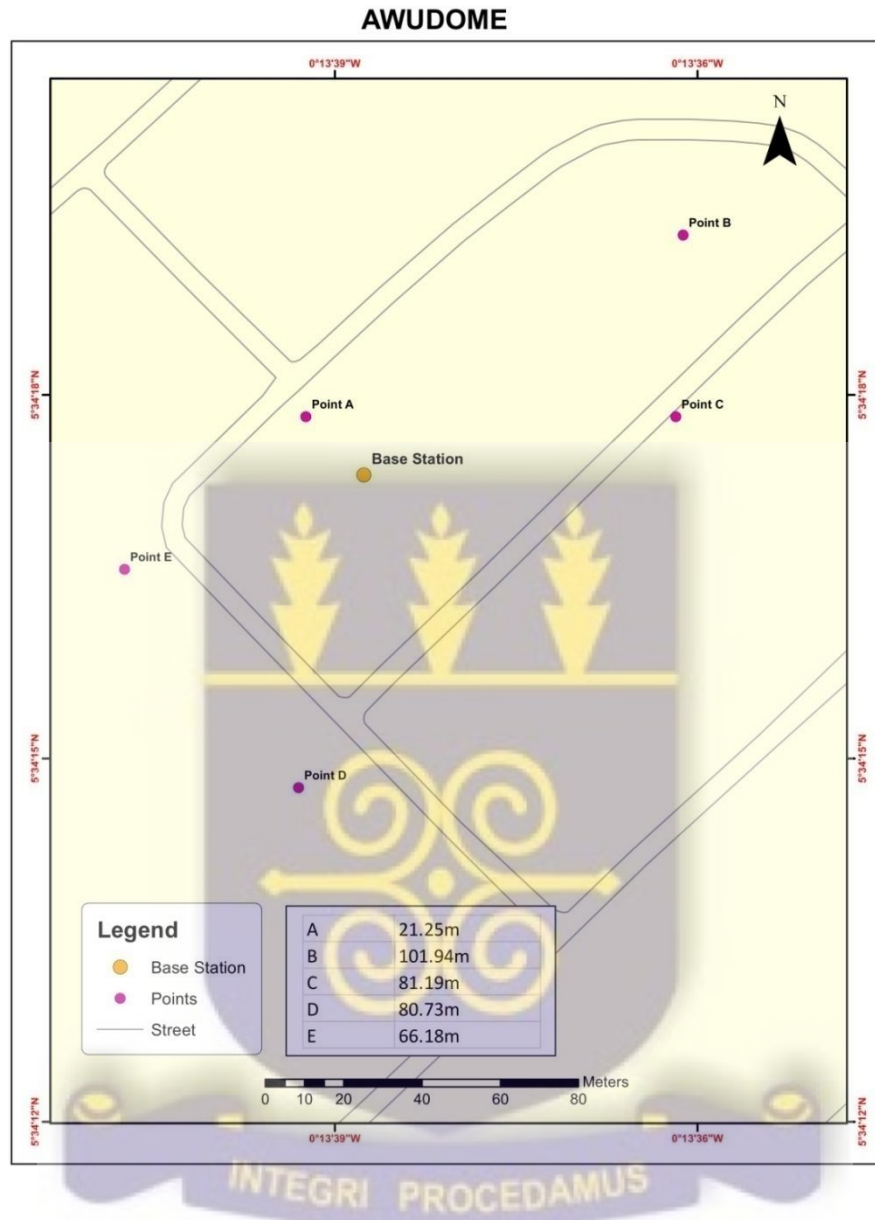 AWUDOME
0°13'39"W 0°13'36"W
N
Point B
5°34'18"N 5°34'18"N
Point A Point C
Base Station
Point E
5°34'15"N 5°34'15"N
Point D
Legend
Base Station
Points
Street
A 21.25m
B 101.94m
C 81.19m
D 80.73m
E 66.18m
Meters
0 10 20 40 60 80
5°34'12"N 5°34'12"N
0°13'39"W 0°13'36"W
INTEGRI PROCEDAMUS